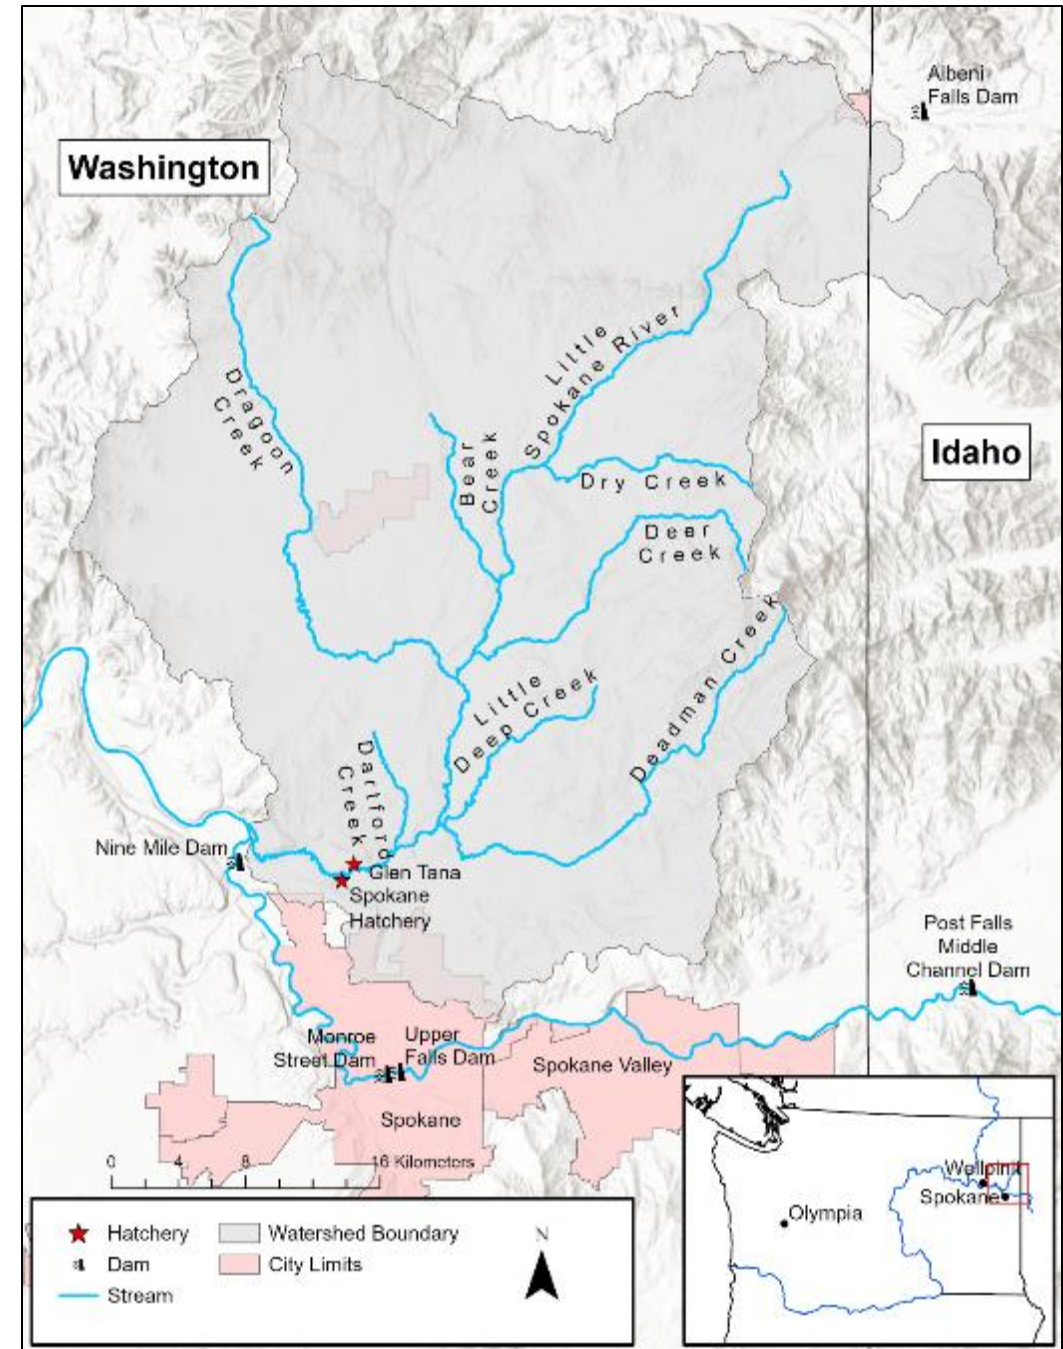 Albeni
Falls Dam
Washington
Little
Spokane River
Dragoon
Creek
Bear
Creek
Idaho
Dry Creek
Deer
Creek
Deadman Creek
Little
Deep Creek
Dartford
Creek
Nine Mile Dam
Glen Tana
Spokane
Hatchery
Post Falls
Middle
Channel Dam
Monroe
Street Dam
Upper
Falls Dam
Spokane Valley
Spokane
0 4 8 16 Kilometers
Hatchery
Dam
Stream
Watershed Boundary
City Limits
N
Wellpinit
Spokane
Olympia